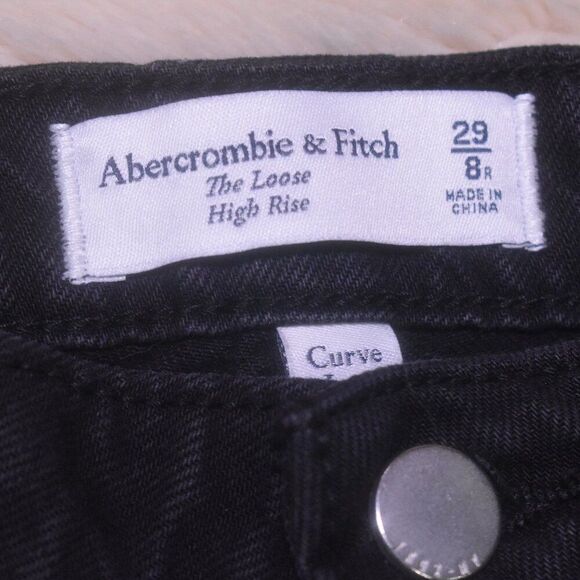 Abercrombie & Fitch
The Loose
High Rise
29
8R
MADE IN
CHINA
Curve